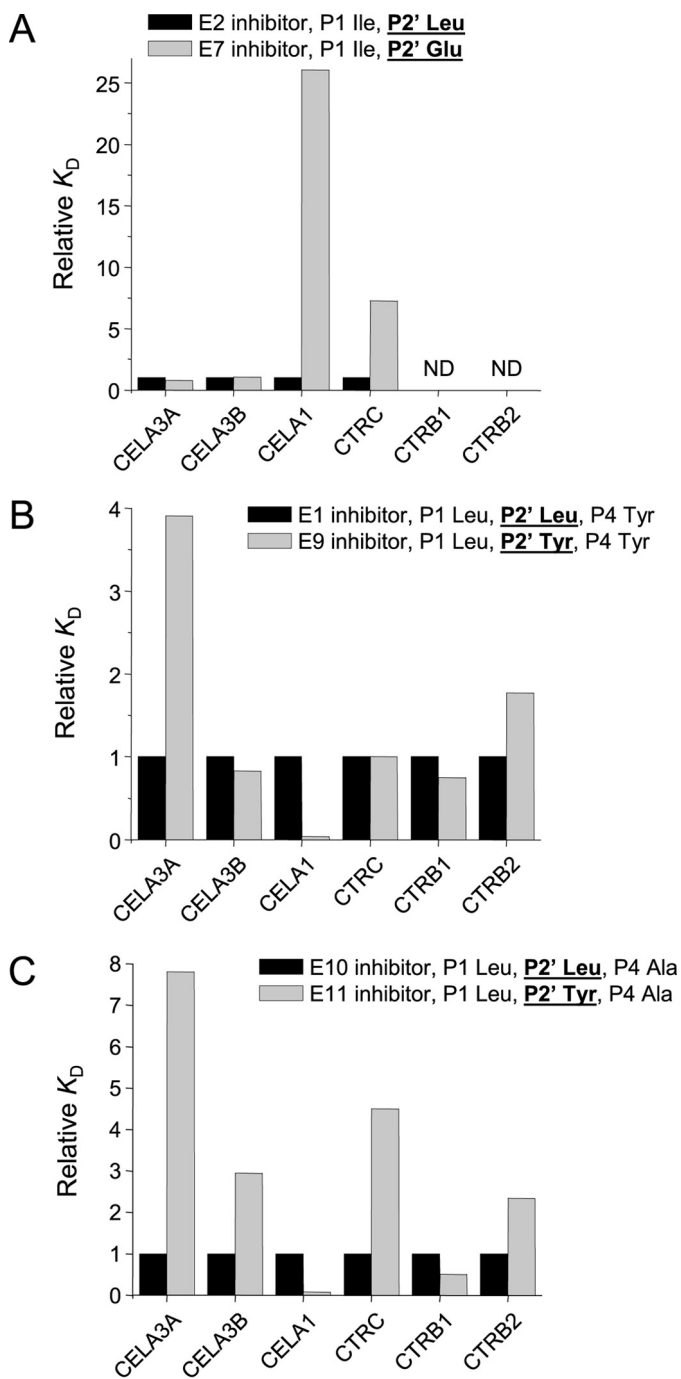 A
E2 inhibitor, P1 Ile, P2' Leu
E7 inhibitor, P1 Ile, P2' Glu
Relative KD
25
20
15
10
5
0
ND
ND
CELA3A
CELA3B
CELA1
CTRC
CTRB1
CTRB2
B
E1 inhibitor, P1 Leu, P2' Leu, P4 Tyr
E9 inhibitor, P1 Leu, P2' Tyr, P4 Tyr
Relative KD
4
3
2
1
0
CELA3A
CELA3B
CELA1
CTRC
CTRB1
CTRB2
C
E10 inhibitor, P1 Leu, P2' Leu, P4 Ala
E11 inhibitor, P1 Leu, P2' Tyr, P4 Ala
Relative KD
8
7
6
5
4
3
2
1
0
CELA3A
CELA3B
CELA1
CTRC
CTRB1
CTRB2